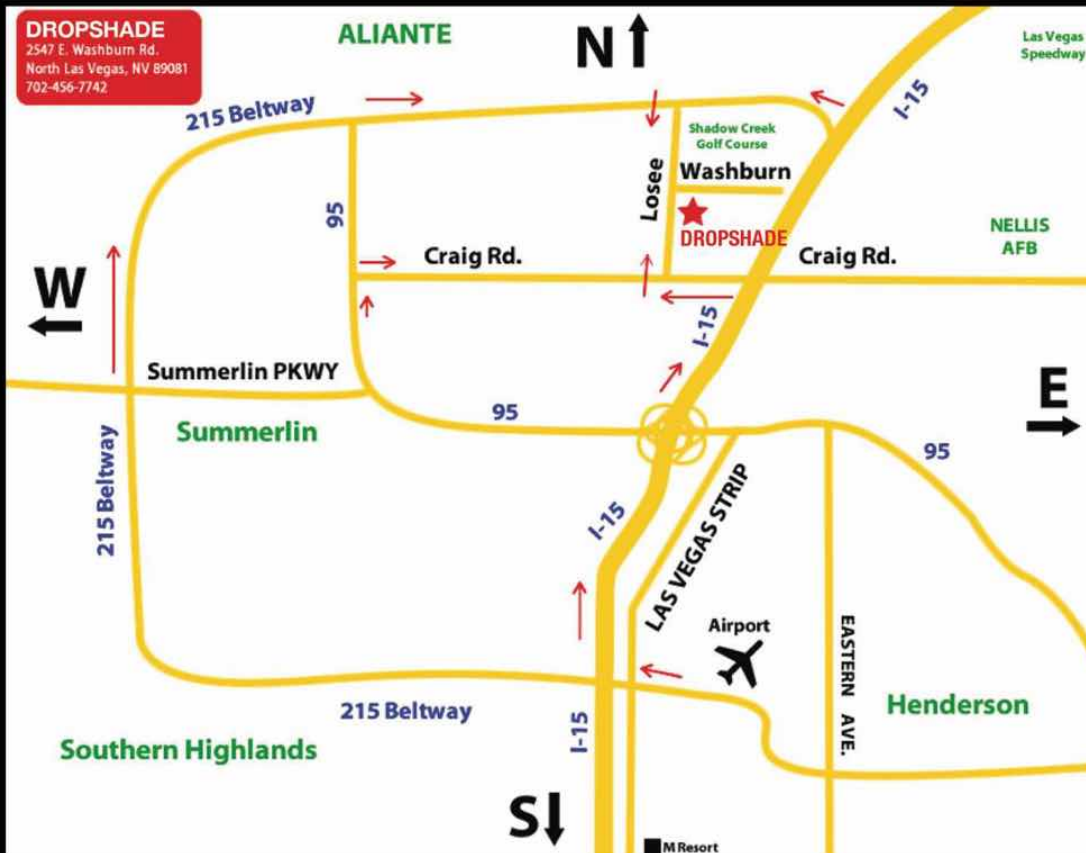 DROPSHADE
2547 E. Washburn Rd.
North Las Vegas, NV 89081
702-456-7742
ALIANTE
N
Las Vegas
Speedway
215 Beltway
I-15
Shadow Creek
Golf Course
Washburn
Losee
95
DROPSHADE
NELLIS
AFB
Craig Rd.
Craig Rd.
W
I-15
Summerlin PKWY
E
95
Summerlin
95
215 Beltway
I-15
LAS VEGAS STRIP
Airport
EASTERN AVE.
215 Beltway
Henderson
I-15
Southern Highlands
S
M Resort